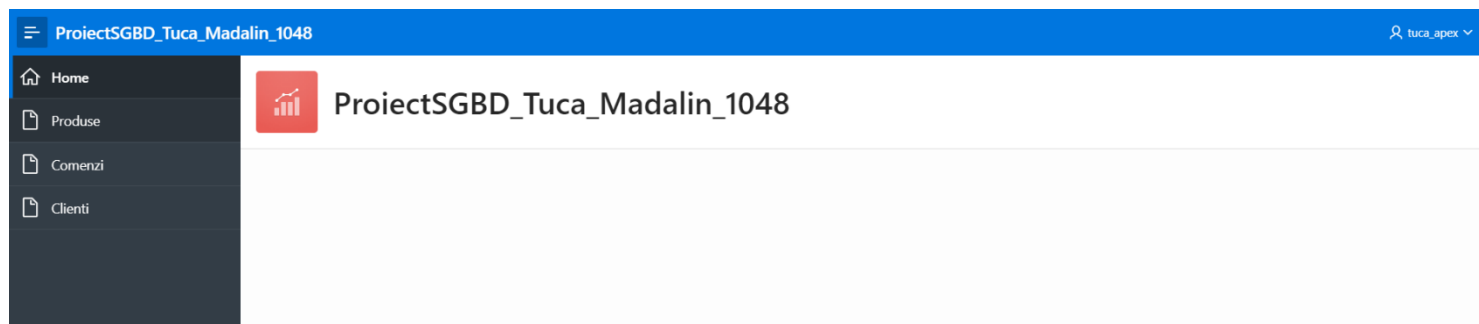 ProiectSGBD_Tuca_Madalin_1048
tuca_apex
Home
Produse
Comenzi
Clienti
ProiectSGBD_Tuca_Madalin_1048